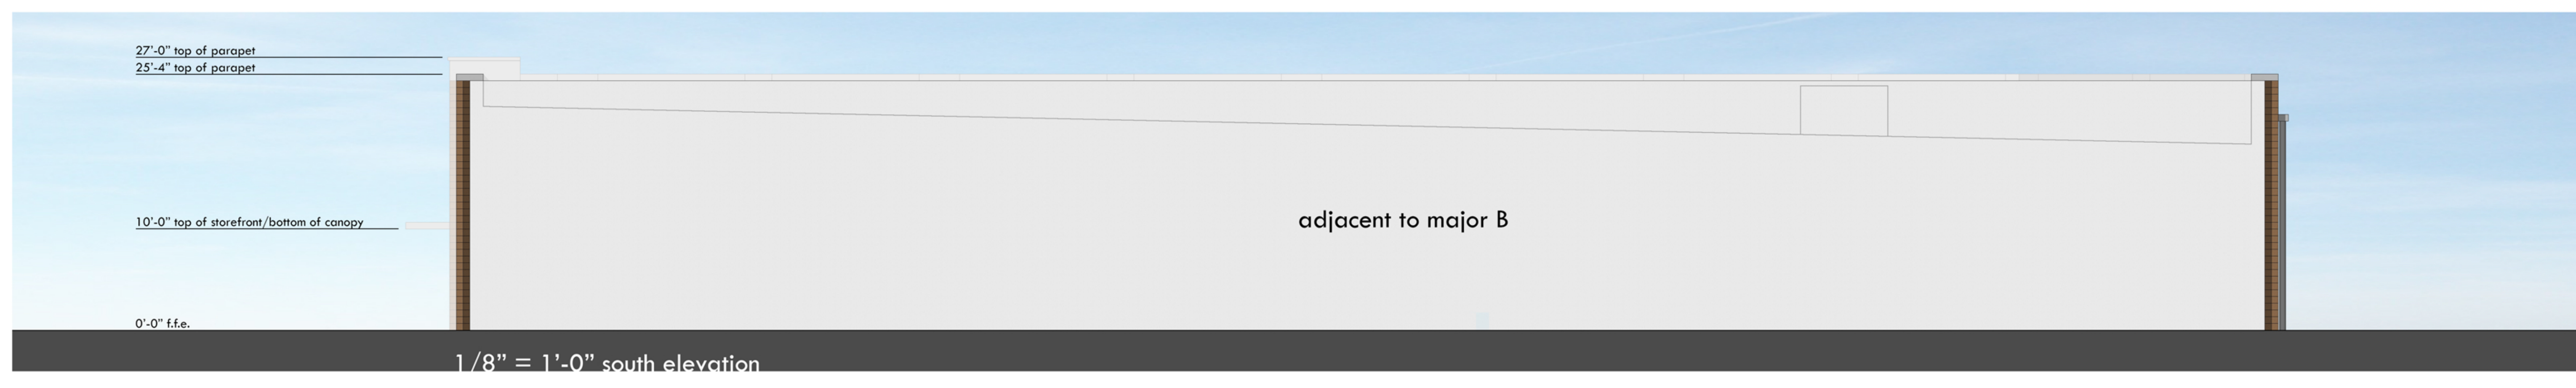 27'-0" top of parapet
25'-4" top of parapet
10'-0" top of storefront/bottom of canopy
adjacent to major B
0'-0" f.f.e.
1/8” = 1’-0” south elevation